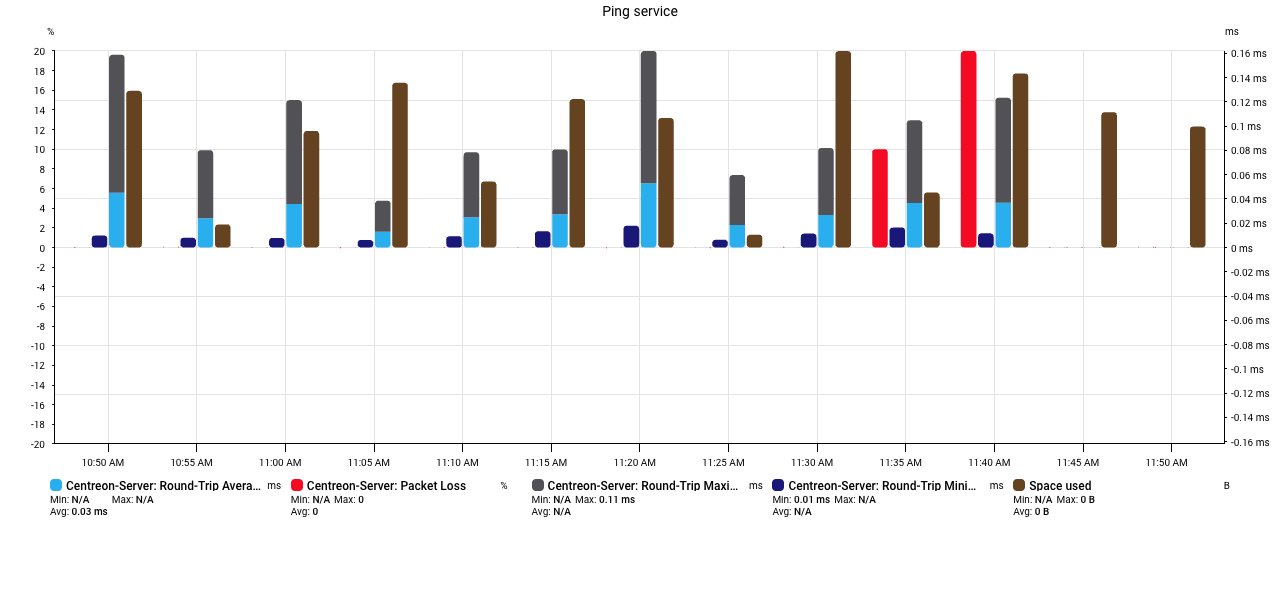 Ping service
% ms
20 0.16 ms
18 0.14 ms
16 0.12 ms
14 0.1 ms
12 0.08 ms
10 0.06 ms
8 0.04 ms
6 0.02 ms
4 0 ms
2 -0.02 ms
0 -0.04 ms
-2 -0.06 ms
-4 -0.08 ms
-6 -0.1 ms
-8 -0.12 ms
-10 -0.14 ms
-12 -0.16 ms
-14
-16
-18
-20
10:50 AM 10:55 AM 11:00 AM 11:05 AM 11:10 AM 11:15 AM 11:20 AM 11:25 AM 11:30 AM 11:35 AM 11:40 AM 11:45 AM 11:50 AM
Centreon-Server: Round-Trip Avera... ms Centreon-Server: Packet Loss % Centreon-Server: Round-Trip Maxi... ms Centreon-Server: Round-Trip Mini... ms Space used B
Min: N/A Max: N/A Min: N/A Max: 0 Min: N/A Max: 0.11 ms Min: 0.01 ms Max: N/A Min: N/A Max: 0 B
Avg: 0.03 ms Avg: 0 Avg: N/A Avg: N/A Avg: 0 B